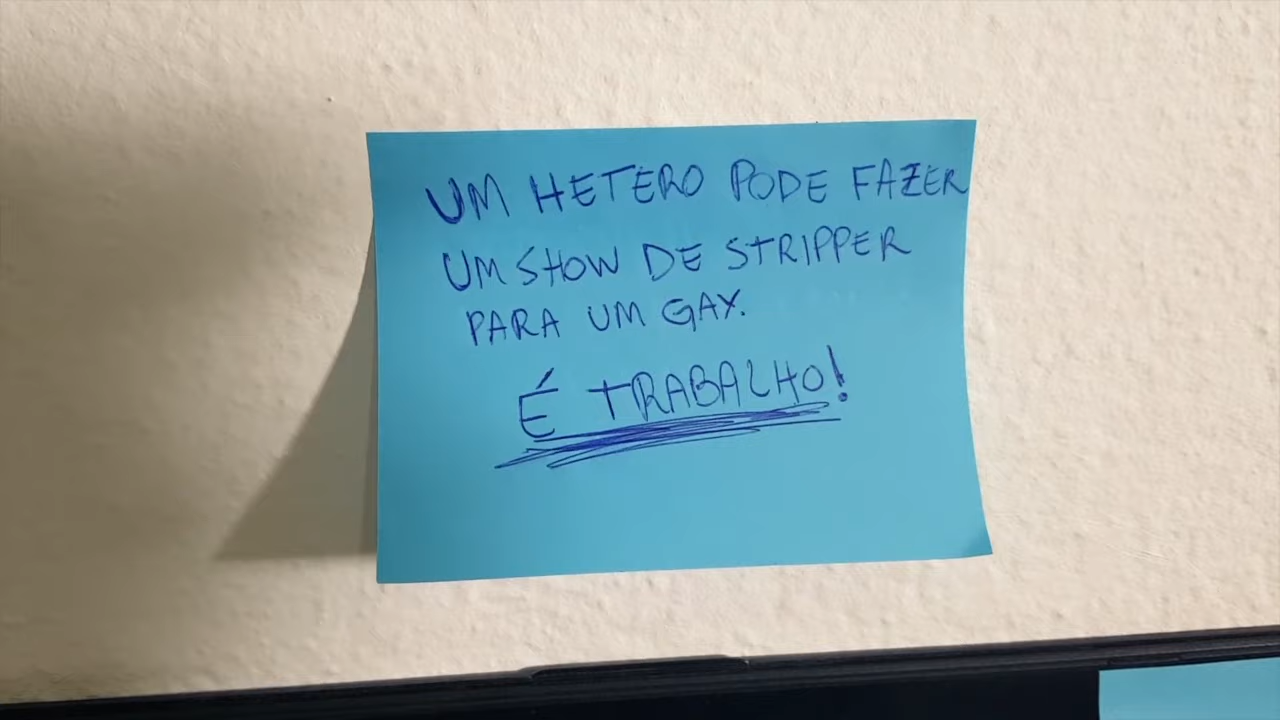 UM HETERO PODE FAZER
UM SHOW DE STRIPPER
PARA UM GAY.
É TRABALHO!